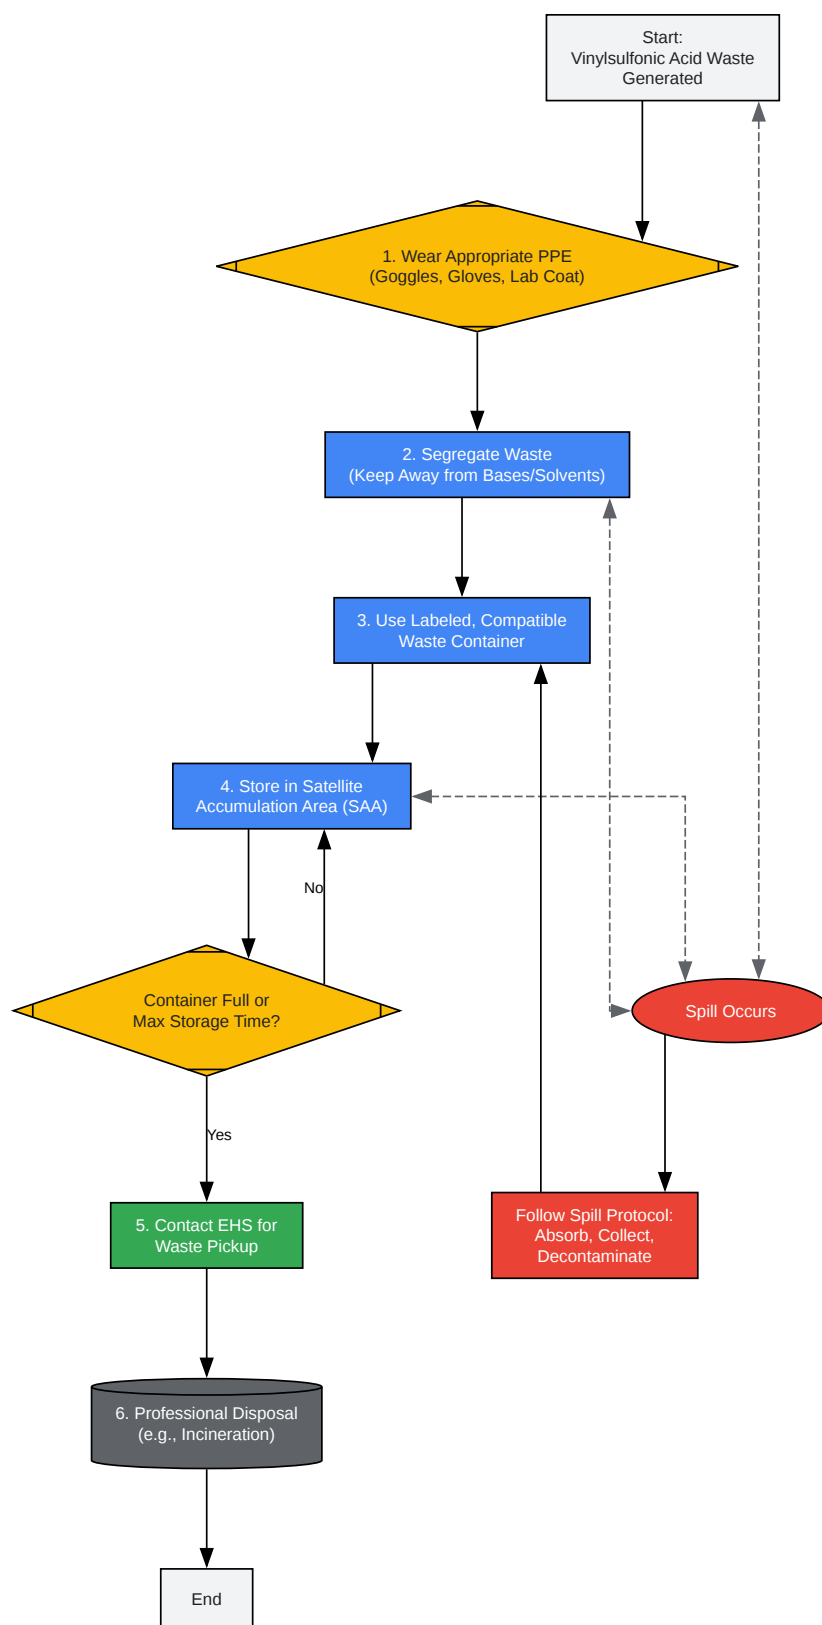 Start:
Vinylsulfonic Acid Waste
Generated
1. Wear Appropriate PPE
(Goggles, Gloves, Lab Coat)
2. Segregate Waste
(Keep Away from Bases/Solvents)
3. Use Labeled, Compatible
Waste Container
4. Store in Satellite
Accumulation Area (SAA)
No
Container Full or
Max Storage Time?
Spill Occurs
Yes
5. Contact EHS for
Waste Pickup
Follow Spill Protocol:
Absorb, Collect,
Decontaminate
6. Professional Disposal
(e.g., Incineration)
End